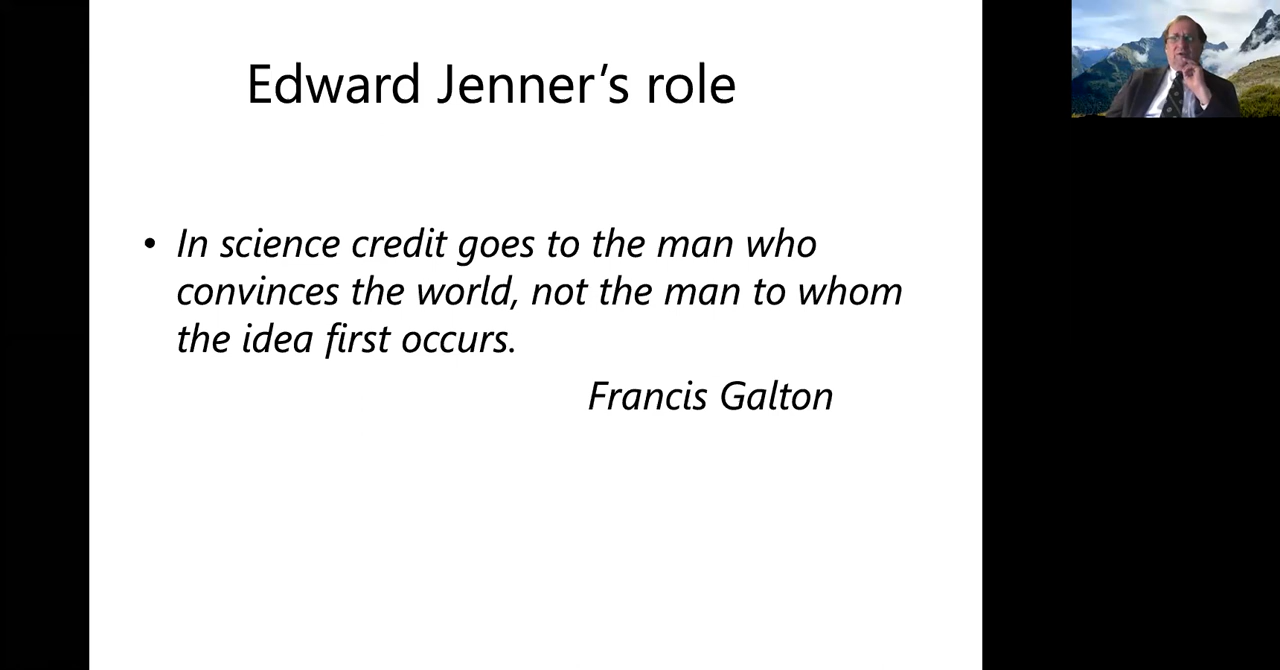 Edward Jenner’s role
• In science credit goes to the man who
convinces the world, not the man to whom
the idea first occurs.
Francis Galton